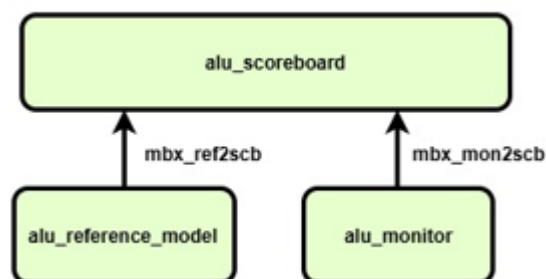 alu_scoreboard
mbx_ref2scb
mbx_mon2scb
alu_reference_model
alu_monitor